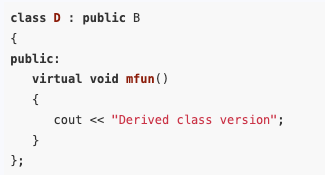 class D : public B
{
public:
   virtual void mfun()
   {
      cout << "Derived class version";
   }
};